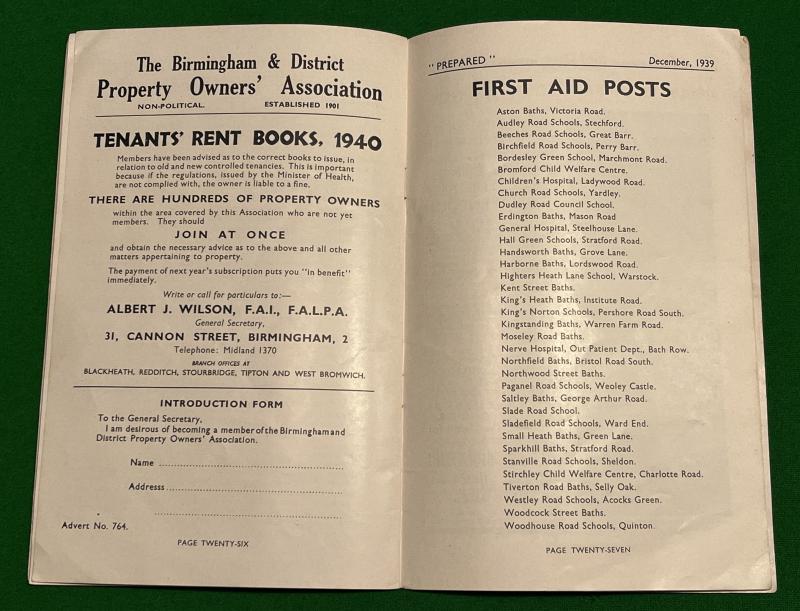 The Birmingham & District
Property Owners' Association
NON-POLITICAL. ESTABLISHED 1901
TENANTS' RENT BOOKS, 1940
Members have been advised as to the correct books to issue, in
relation to old and new controlled tenancies. This is important
because if the regulations, issued by the Minister of Health,
are not complied with, the owner is liable to a fine.
THERE ARE HUNDREDS OF PROPERTY OWNERS
within the area covered by this Association who are not yet
members. They should
JOIN AT ONCE
and obtain the necessary advice as to the above and all other
matters appertaining to property.
The payment of next year's subscription puts you "in benefit"
immediately.
Write or call for particulars to:—
ALBERT J. WILSON, F.A.I., F.A.L.P.A.
General Secretary,
31, CANNON STREET, BIRMINGHAM, 2
Telephone: Midland 1370
BRANCH OFFICES AT
BLACKHEATH, REDDITCH, STOURBRIDGE, TIPTON AND WEST BROMWICH.
INTRODUCTION FORM
To the General Secretary,
I am desirous of becoming a member of the Birmingham and
District Property Owners' Association.
Name
Addresss
Advert No. 764.
PAGE TWENTY-SIX
"PREPARED" December, 1939
FIRST AID POSTS
Aston Baths, Victoria Road.
Audley Road Schools, Stechford.
Beeches Road Schools, Great Barr.
Birchfield Road Schools, Perry Barr.
Bordesley Green School, Marchmont Road.
Bromford Child Welfare Centre.
Children's Hospital, Ladywood Road.
Church Road Schools, Yardley.
Dudley Road Council School.
Erdington Baths, Mason Road
General Hospital, Steelhouse Lane.
Hall Green Schools, Stratford Road.
Handsworth Baths, Grove Lane.
Harborne Baths, Lordswood Road.
Highters Heath Lane School, Warstock.
Kent Street Baths.
King's Heath Baths, Institute Road.
King's Norton Schools, Pershore Road South.
Kingstanding Baths, Warren Farm Road.
Moseley Road Baths.
Nerve Hospital, Out Patient Dept., Bath Row.
Northfield Baths, Bristol Road South.
Northwood Street Baths.
Paganel Road Schools, Weoley Castle.
Saltley Baths, George Arthur Road.
Slade Road School.
Sladefield Road Schools, Ward End.
Small Heath Baths, Green Lane.
Sparkhill Baths, Stratford Road.
Stanville Road Schools, Sheldon.
Stirchley Child Welfare Centre, Charlotte Road.
Tiverton Road Baths, Selly Oak.
Westley Road Schools, Acocks Green.
Woodcock Street Baths.
Woodhouse Road Schools, Quinton.
PAGE TWENTY-SEVEN